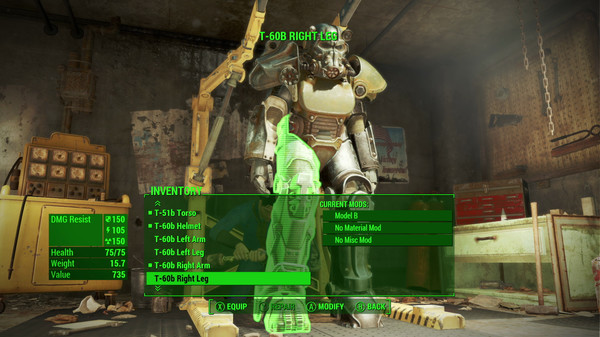 T-60B RIGHT LEG
INVENTORY
T-51b Torso
T-60b Helmet
T-60b Left Arm
T-60b Left Leg
T-60b Right Arm
T-60b Right Leg
CURRENT MODS:
Model B
No Material Mod
No Misc Mod
DMG Resist 150
105
150
Health 75/75
Weight 15.7
Value 735
X) EQUIP Y) REPAIR A) MODIFY B) BACK